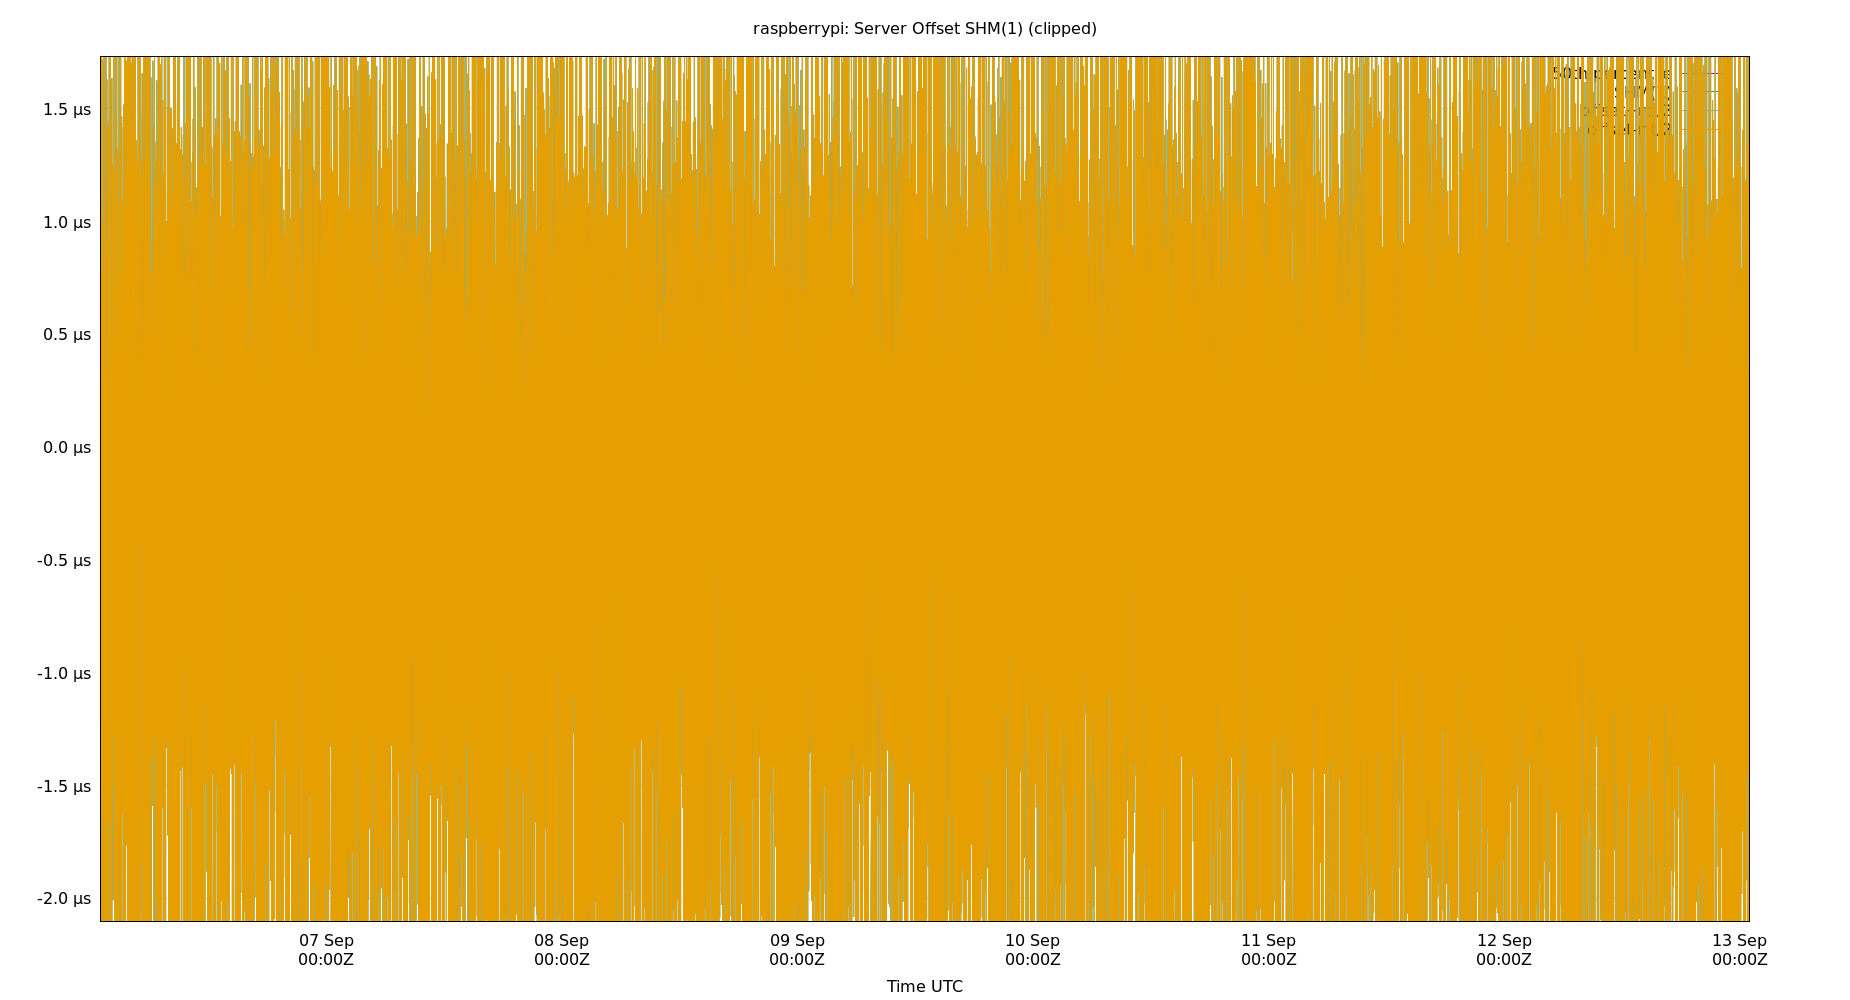 raspberrypi: Server Offset SHM(1) (clipped)
1.5 µs
1.0 µs
0.5 µs
0.0 µs
-0.5 µs
-1.0 µs
-1.5 µs
-2.0 µs
07 Sep
00:00Z
08 Sep
00:00Z
09 Sep
00:00Z
10 Sep
00:00Z
11 Sep
00:00Z
12 Sep
00:00Z
13 Sep
00:00Z
Time UTC